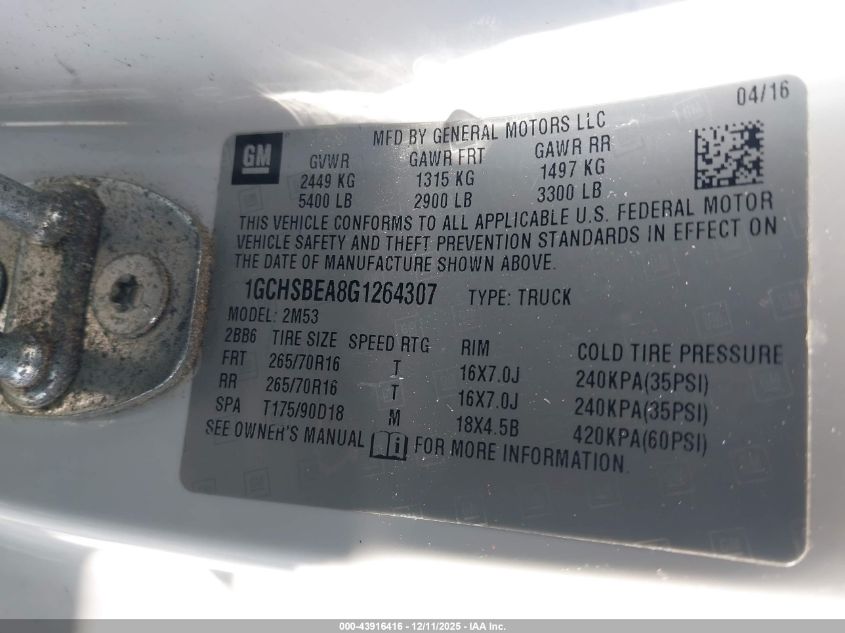 04/16
MFD BY GENERAL MOTORS LLC
GM
GVWR GAWR FRT GAWR RR
2449 KG 1315 KG 1497 KG
5400 LB 2900 LB 3300 LB
THIS VEHICLE CONFORMS TO ALL APPLICABLE U.S. FEDERAL MOTOR
VEHICLE SAFETY AND THEFT PREVENTION STANDARDS IN EFFECT ON
THE DATE OF MANUFACTURE SHOWN ABOVE.
1GCHSBEA8G1264307 TYPE: TRUCK
MODEL: 2M53
2BB6 TIRE SIZE SPEED RTG RIM COLD TIRE PRESSURE
FRT 265/70R16 T 16X7.0J 240KPA(35PSI)
RR 265/70R16 T 16X7.0J 240KPA(35PSI)
SPA T175/90D18 M 18X4.5B 420KPA(60PSI)
SEE OWNER'S MANUAL i FOR MORE INFORMATION.
000-43916416 - 12/11/2025 - IAA Inc.